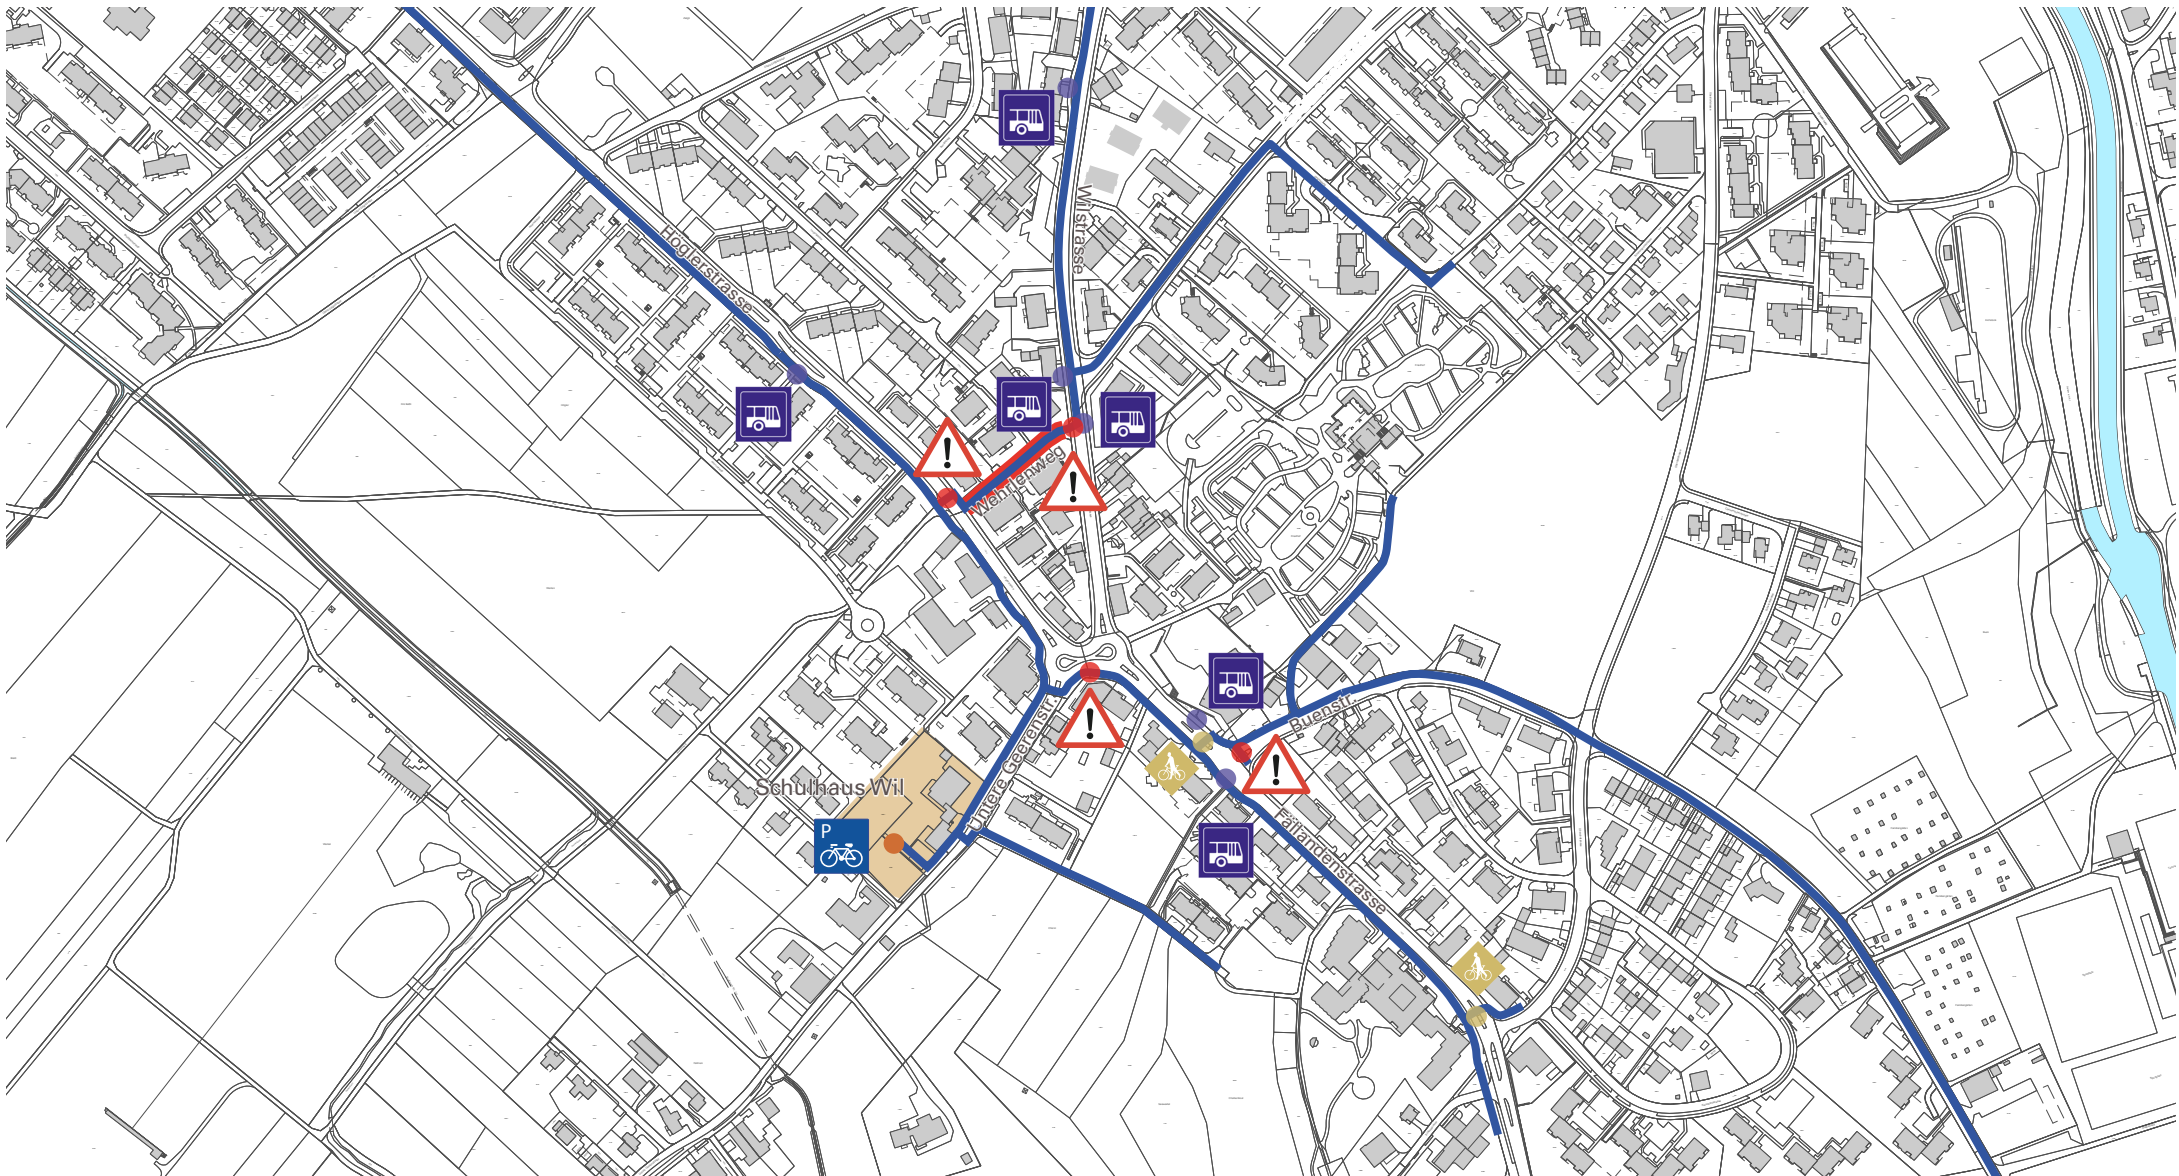 Wilstrasse
Höglerstrasse
Wehrlenweg
Buenstr.
Untere Geerenstr.
Schulhaus Wil
P
Fällandenstrasse